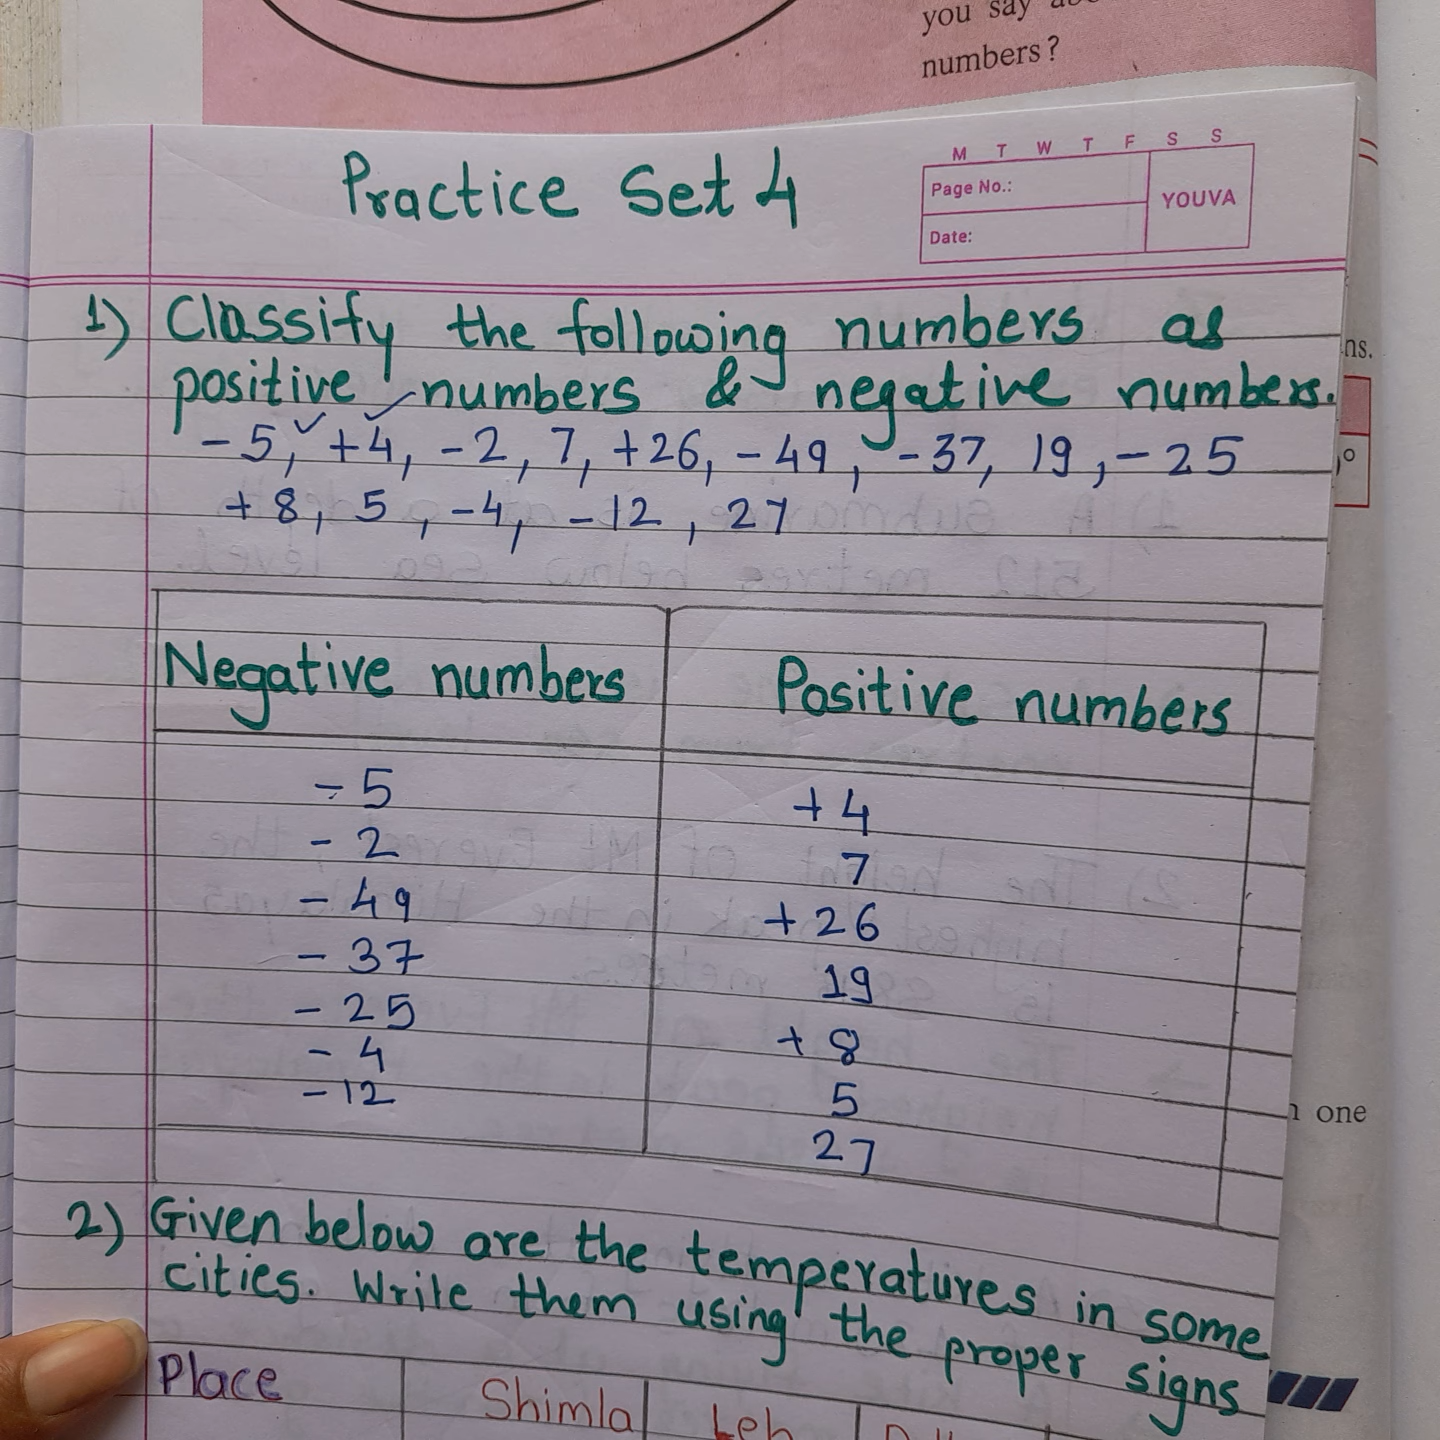 you say
numbers?
M T W T F S S
Page No.:
YOUVA
Date:
Practice Set 4
1) Classify the following numbers as
positive numbers & negative numbers.
-5, +4, -2, 7, +26, -49, -37, 19, -25
+8, 5, -4, -12, 27
ns.
Negative numbers Positive numbers
-5 +4
-2 7
-49 +26
-37 19
-25 +8
-4 5
-12 27
one
2) Given below are the temperatures in some
cities. Write them using the proper signs
Place Shimla Leh